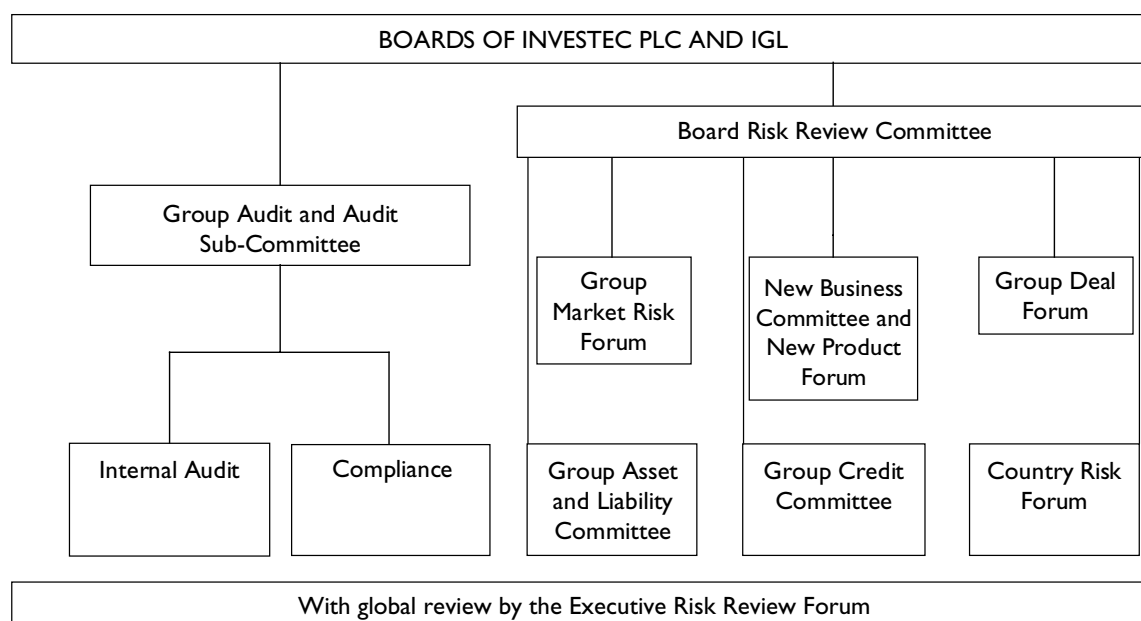 BOARDS OF INVESTEC PLC AND IGL
Board Risk Review Committee
Group Audit and Audit
Sub-Committee
Group
Market Risk
Forum
New Business
Committee and
New Product
Forum
Group Deal
Forum
Internal Audit
Compliance
Group Asset
and Liability
Committee
Group Credit
Committee
Country Risk
Forum
With global review by the Executive Risk Review Forum